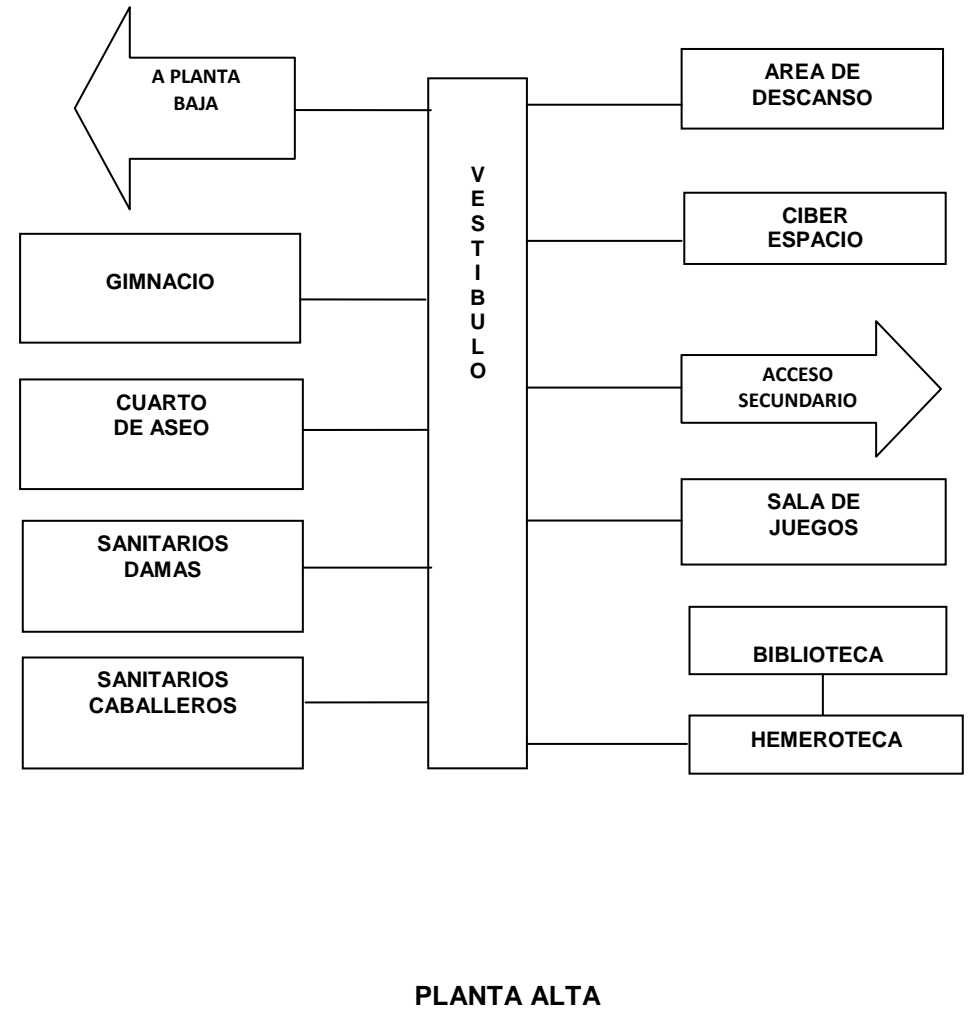 A PLANTA
BAJA
GIMNACIO
CUARTO
DE ASEO
SANITARIOS
DAMAS
SANITARIOS
CABALLEROS
V
E
S
T
I
B
U
L
O
AREA DE
DESCANSO
CIBER
ESPACIO
ACCESO
SECUNDARIO
SALA DE
JUEGOS
BIBLIOTECA
HEMEROTECA
PLANTA ALTA